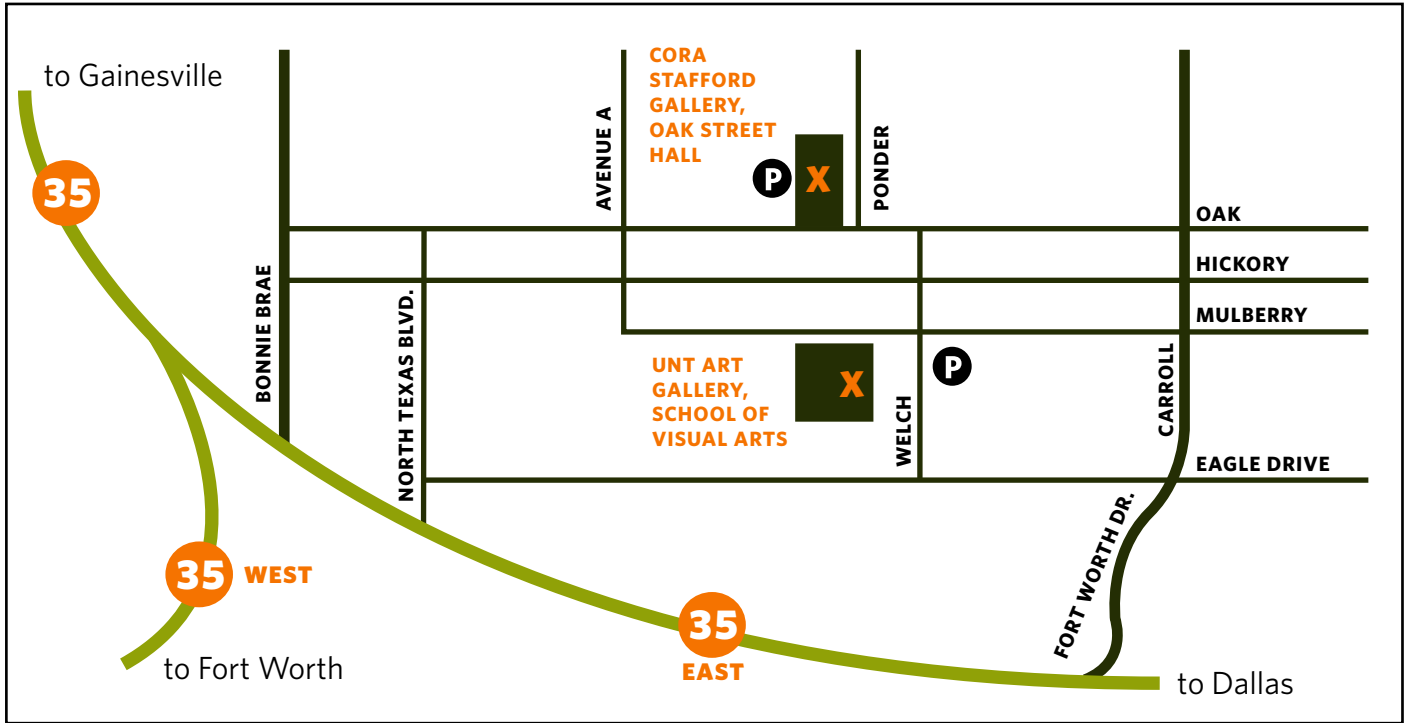 to Gainesville
35
BONNIE BRAE
NORTH TEXAS BLVD.
AVENUE A
CORA
STAFFORD
GALLERY,
OAK STREET
HALL
P
X
PONDER
OAK
HICKORY
MULBERRY
UNT ART
GALLERY,
SCHOOL OF
VISUAL ARTS
X
P
WELCH
CARROLL
EAGLE DRIVE
FORT WORTH DR.
35 WEST
to Fort Worth
35
EAST
to Dallas